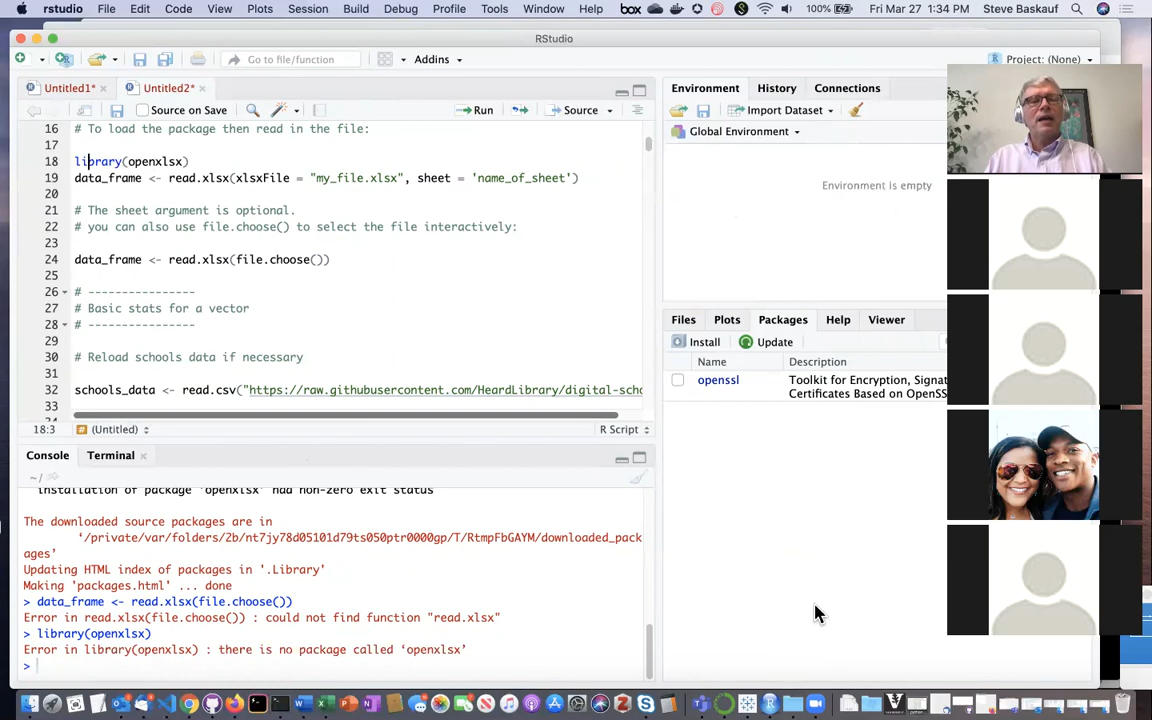 rstudio File Edit Code View Plots Session Build Debug Profile Tools Window Help box 100% Fri Mar 27 1:34 PM Steve Baskauf
RStudio
Go to file/function Addins Project: (None)
Untitled1* Untitled2*
Source on Save Run Source
16 # To load the package then read in the file:
17
18 library(openxlsx)
19 data_frame <- read.xlsx(xlsxFile = "my_file.xlsx", sheet = 'name_of_sheet')
20
21 # The sheet argument is optional.
22 # you can also use file.choose() to select the file interactively:
23
24 data_frame <- read.xlsx(file.choose())
25
26 # ---------------
27 # Basic stats for a vector
28 # ---------------
29
30 # Reload schools data if necessary
31
32 schools_data <- read.csv("https://raw.githubusercontent.com/HeardLibrary/digital-scho
33
18:3 (Untitled) R Script
Console Terminal
~/
installation of package 'openxlsx' had non-zero exit status
The downloaded source packages are in
‘/private/var/folders/2b/nt7jy78d05101d79ts050ptr0000gp/T/RtmpFbGAYM/downloaded_pack
ages’
Updating HTML index of packages in '.Library'
Making 'packages.html' ... done
> data_frame <- read.xlsx(file.choose())
Error in read.xlsx(file.choose()) : could not find function "read.xlsx"
> library(openxlsx)
Error in library(openxlsx) : there is no package called ‘openxlsx’
>
Environment History Connections
Import Dataset
Global Environment
Environment is empty
Files Plots Packages Help Viewer
Install Update
Name Description
openssl Toolkit for Encryption, Signat
Certificates Based on OpenSS